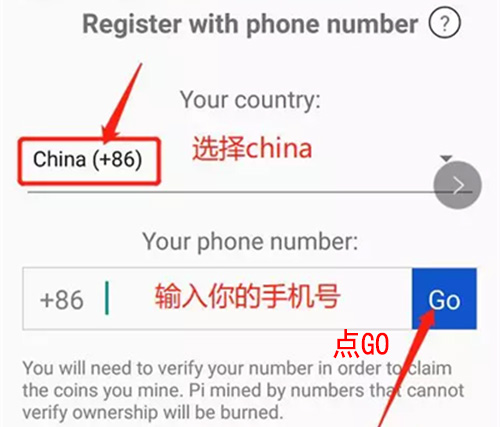 Register with phone number ?
Your country:
China (+86) 选择china
Your phone number:
+86 输入你的手机号 Go
点GO
You will need to verify your number in order to claim
the coins you mine. Pi mined by numbers that cannot
verify ownership will be burned.